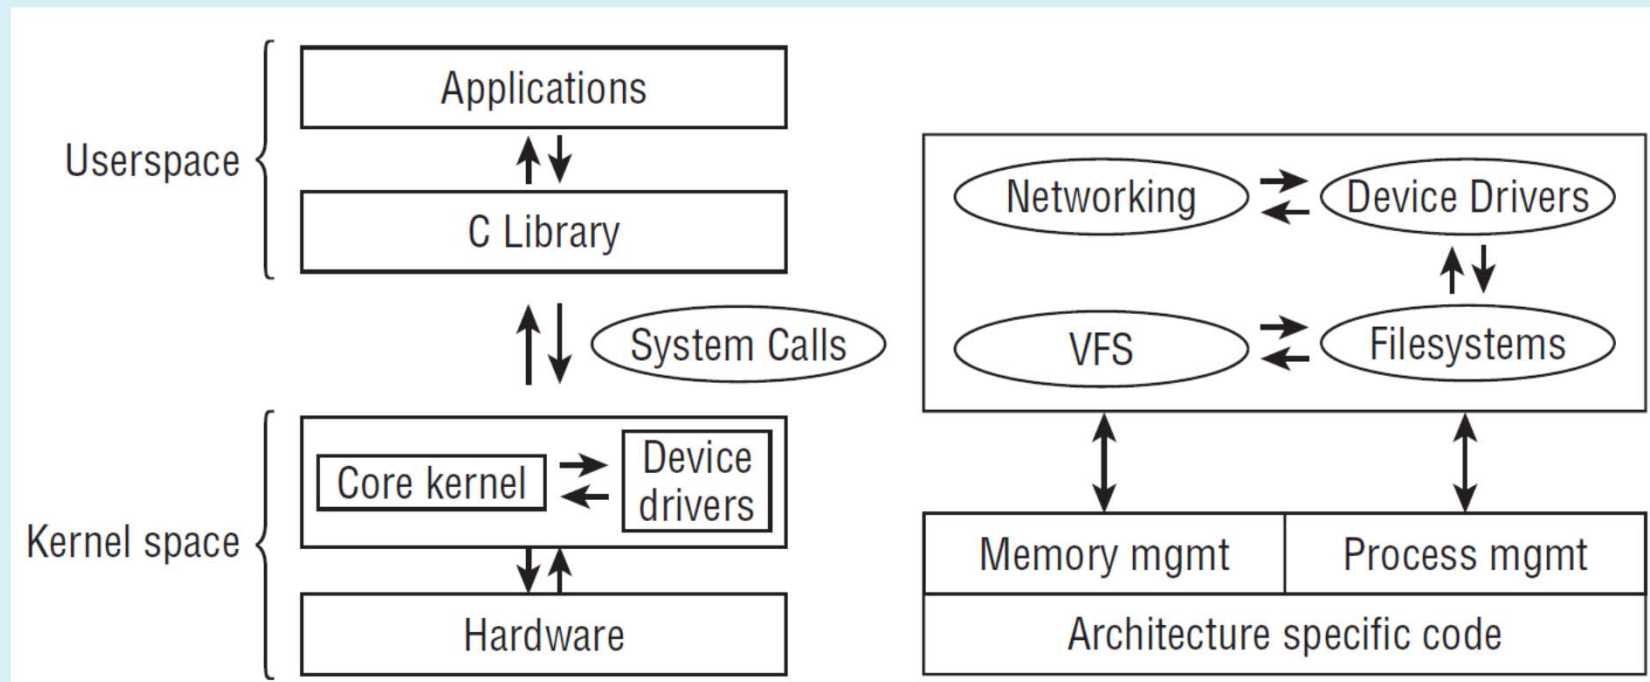 Applications
Userspace
C Library
System Calls
Core kernel
Device
drivers
Kernel space
Hardware
Networking
Device Drivers
VFS
Filesystems
Memory mgmt
Process mgmt
Architecture specific code